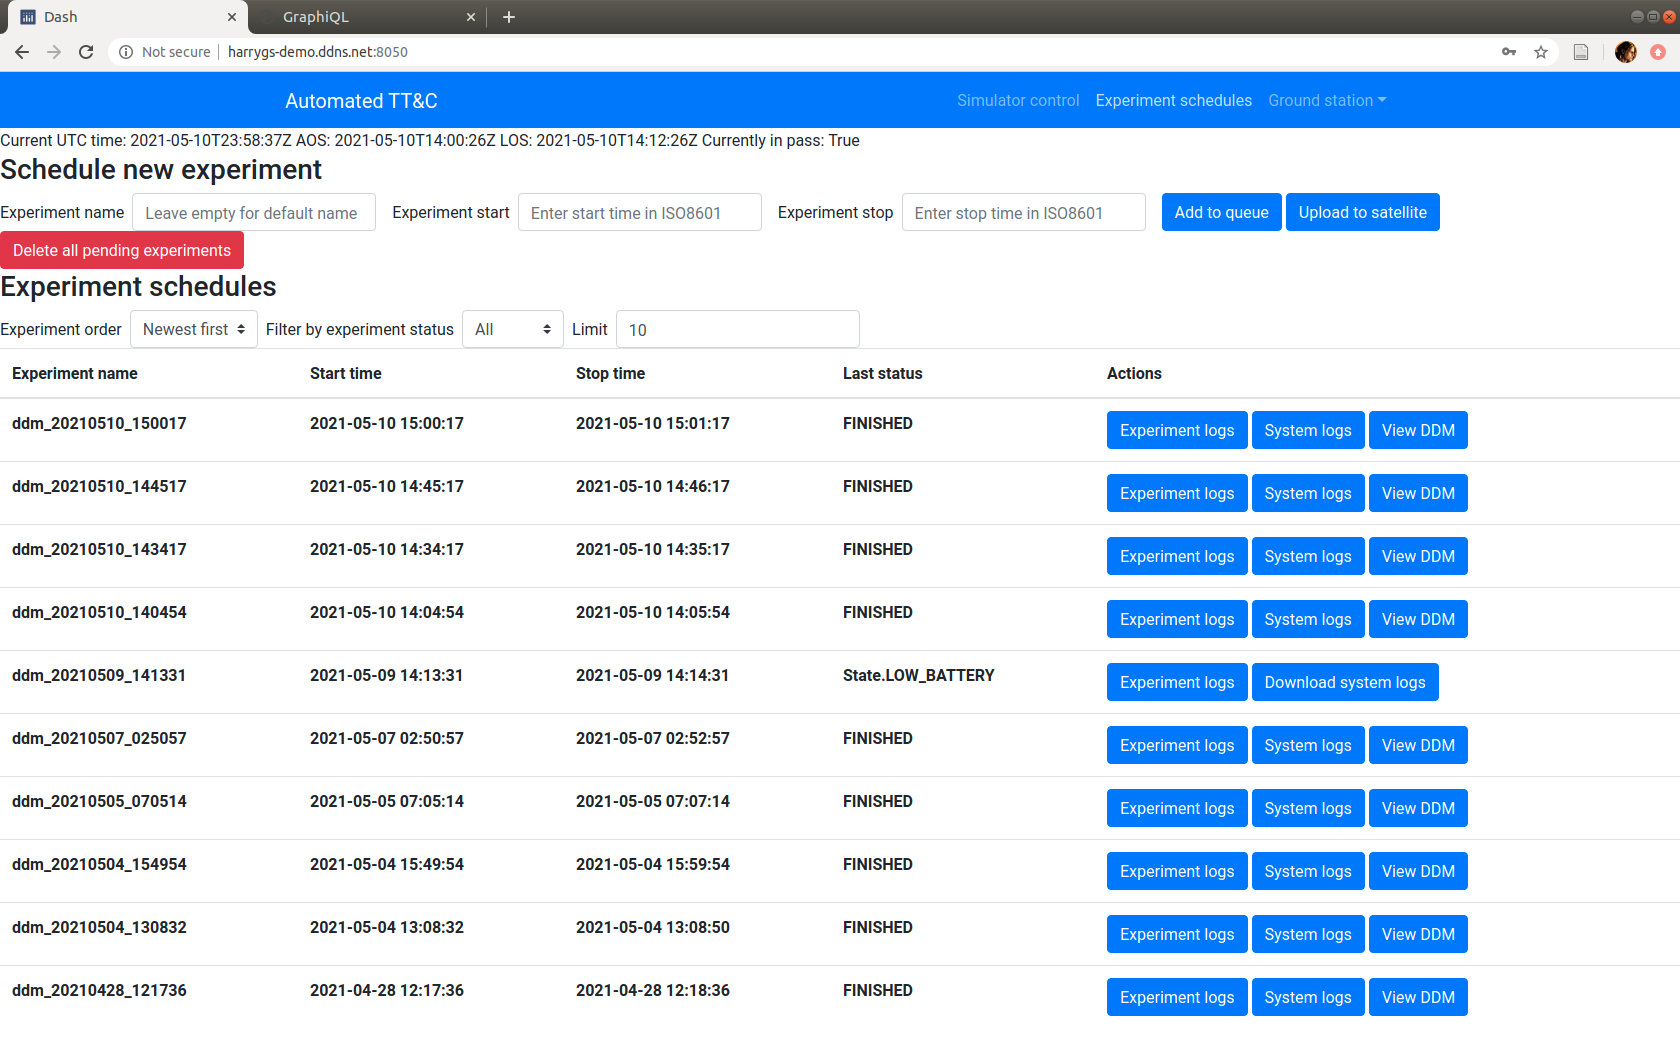 Dash
GraphiQL
Not secure harrygs-demo.ddns.net:8050
Automated TT&C Simulator control Experiment schedules Ground station
Current UTC time: 2021-05-10T23:58:37Z AOS: 2021-05-10T14:00:26Z LOS: 2021-05-10T14:12:26Z Currently in pass: True
Schedule new experiment
Experiment name Leave empty for default name Experiment start Enter start time in ISO8601 Experiment stop Enter stop time in ISO8601 Add to queue Upload to satellite
Delete all pending experiments
Experiment schedules
Experiment order Newest first Filter by experiment status All Limit 10
Experiment name Start time Stop time Last status Actions
ddm_20210510_150017 2021-05-10 15:00:17 2021-05-10 15:01:17 FINISHED Experiment logs System logs View DDM
ddm_20210510_144517 2021-05-10 14:45:17 2021-05-10 14:46:17 FINISHED Experiment logs System logs View DDM
ddm_20210510_143417 2021-05-10 14:34:17 2021-05-10 14:35:17 FINISHED Experiment logs System logs View DDM
ddm_20210510_140454 2021-05-10 14:04:54 2021-05-10 14:05:54 FINISHED Experiment logs System logs View DDM
ddm_20210509_141331 2021-05-09 14:13:31 2021-05-09 14:14:31 State.LOW_BATTERY Experiment logs Download system logs
ddm_20210507_025057 2021-05-07 02:50:57 2021-05-07 02:52:57 FINISHED Experiment logs System logs View DDM
ddm_20210505_070514 2021-05-05 07:05:14 2021-05-05 07:07:14 FINISHED Experiment logs System logs View DDM
ddm_20210504_154954 2021-05-04 15:49:54 2021-05-04 15:59:54 FINISHED Experiment logs System logs View DDM
ddm_20210504_130832 2021-05-04 13:08:32 2021-05-04 13:08:50 FINISHED Experiment logs System logs View DDM
ddm_20210428_121736 2021-04-28 12:17:36 2021-04-28 12:18:36 FINISHED Experiment logs System logs View DDM